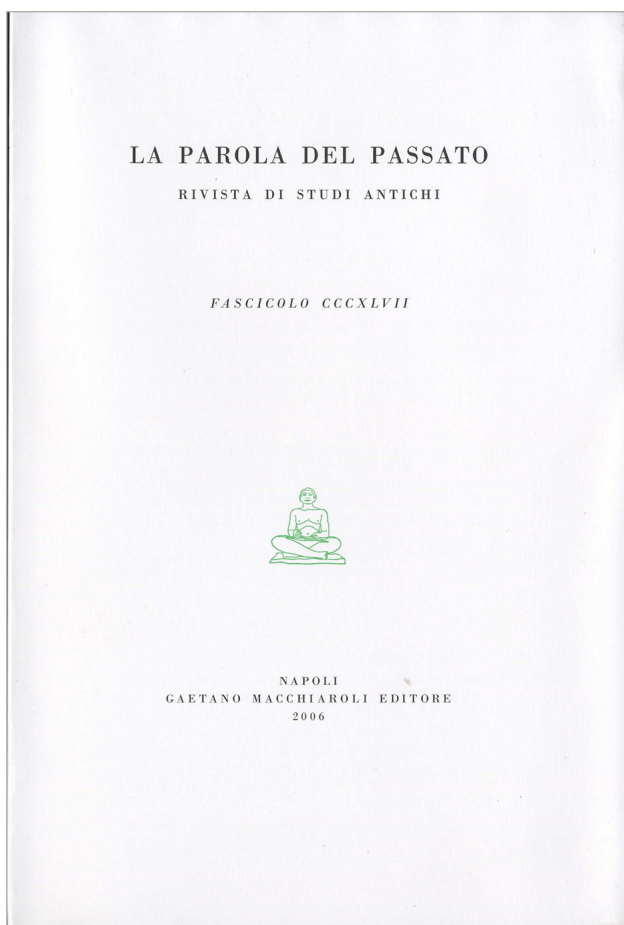 LA PAROLA DEL PASSATO
RIVISTA DI STUDI ANTICHI
FASCICOLO CCCXLVII
NAPOLI
GAETANO MACCHIAROLI EDITORE
2006